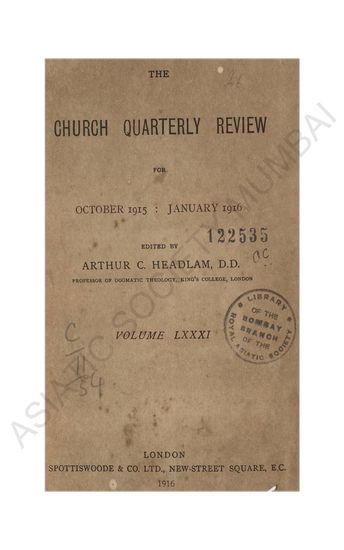 THE
CHURCH QUARTERLY REVIEW
FOR
OCTOBER 1915 : JANUARY 1916
122535
EDITED BY
ARTHUR C. HEADLAM, D.D.
PROFESSOR OF DOGMATIC THEOLOGY, KING'S COLLEGE, LONDON
VOLUME LXXXI
LIBRARY
OF THE
BOMBAY
BRANCH
OF THE
ROYAL ASIATIC SOCIETY
C
II
54
LONDON
SPOTTISWOODE & CO. LTD., NEW-STREET SQUARE, E.C.
1916
ASIATIC SOCIETY MUMBAI